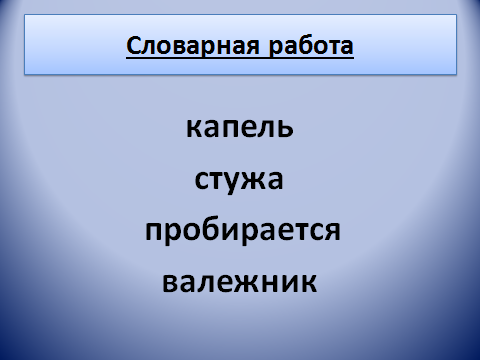 Словарная работа
капель
стужа
пробирается
валежник